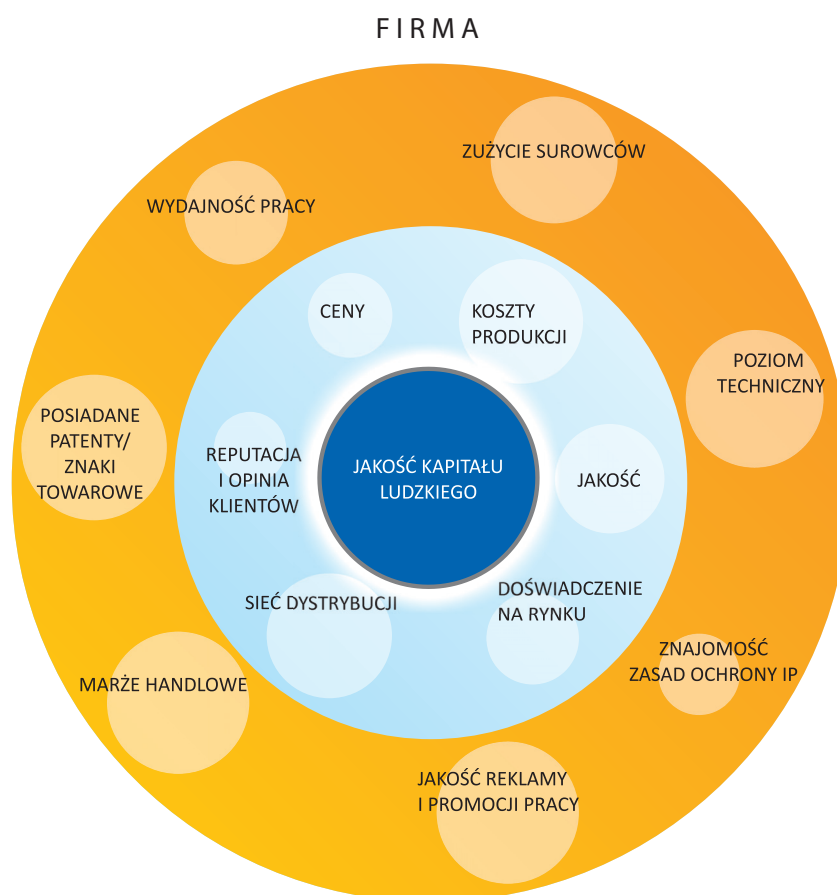 FIRMA
ZUŻYCIE SUROWCÓW
WYDAJNOŚĆ PRACY
CENY
KOSZTY
PRODUKCJI
POZIOM
TECHNICZNY
POSIADANE
PATENTY/
ZNAKI
TOWAROWE
REPUTACJA
I OPINIA
KLIENTÓW
JAKOŚĆ KAPITAŁU
LUDZKIEGO
JAKOŚĆ
SIEĆ DYSTRYBUCJI
DOŚWIADCZENIE
NA RYNKU
ZNAJOMOŚĆ
ZASAD OCHRONY IP
MARŻE HANDLOWE
JAKOŚĆ REKLAMY
I PROMOCJI PRACY